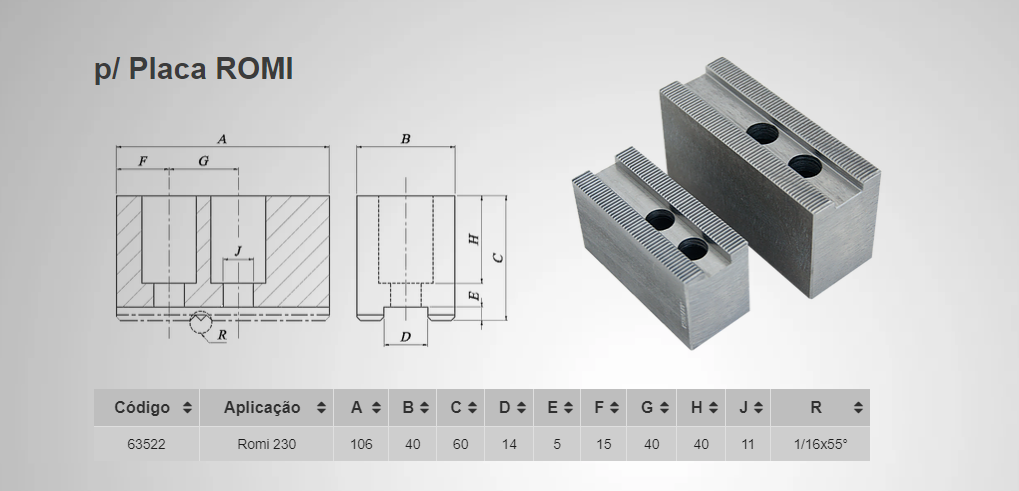 p/ Placa ROMI
A
B
F
G
J
H
C
E
R
D
Código Aplicação A B C D E F G H J R
63522 Romi 230 106 40 60 14 5 15 40 40 11 1/16x55°